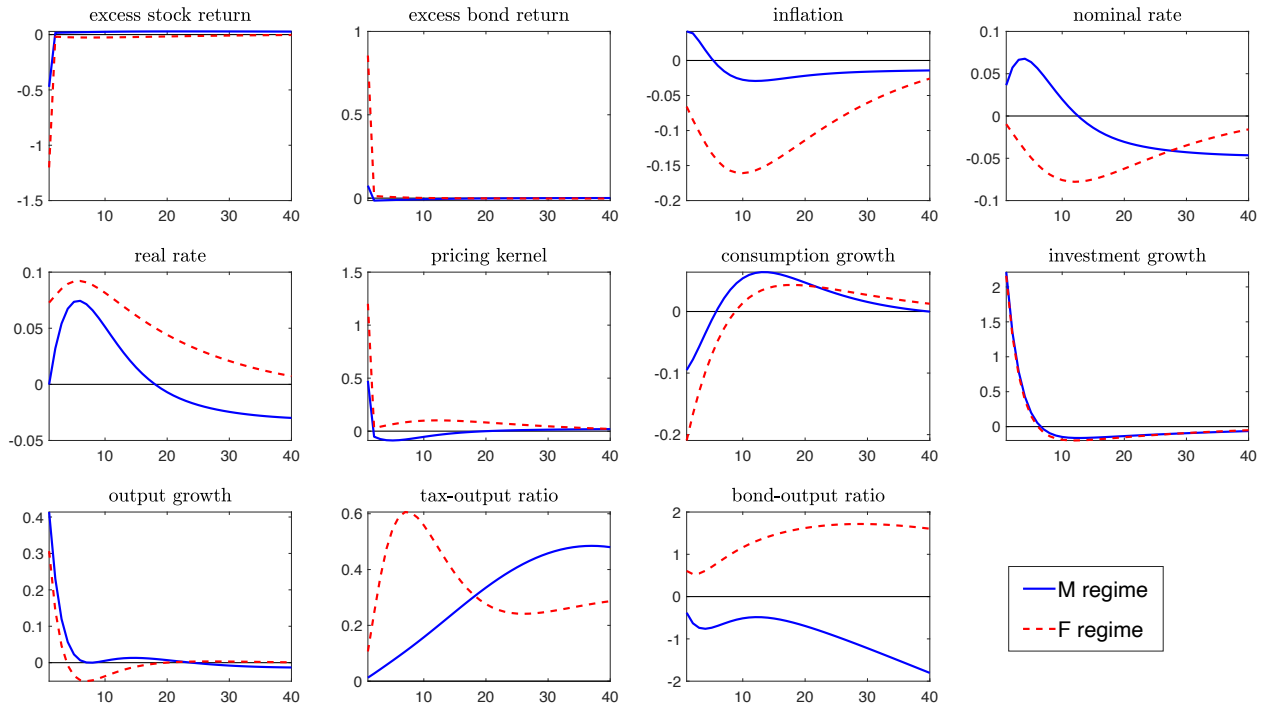 excess stock return
0
-0.5
-1
-1.5
10 20 30 40
excess bond return
1
0.5
0
10 20 30 40
inflation
0
-0.05
-0.1
-0.15
-0.2
10 20 30 40
nominal rate
0.1
0.05
0
-0.05
-0.1
10 20 30 40
real rate
0.1
0.05
0
-0.05
10 20 30 40
pricing kernel
1.5
1
0.5
0
10 20 30 40
consumption growth
0
-0.1
-0.2
10 20 30 40
investment growth
2
1.5
1
0.5
0
10 20 30 40
output growth
0.4
0.3
0.2
0.1
0
10 20 30 40
tax-output ratio
0.6
0.4
0.2
0
10 20 30 40
bond-output ratio
2
1
0
-1
-2
10 20 30 40
M regime
F regime